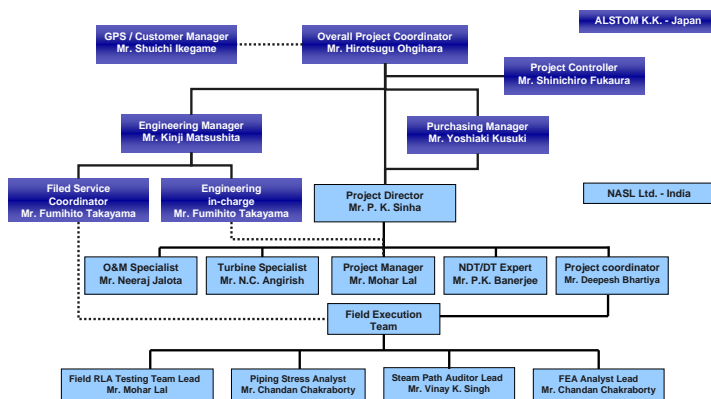 ALSTOM K.K. - Japan
GPS / Customer Manager
Mr. Shuichi Ikegame
Overall Project Coordinator
Mr. Hirotsugu Ohgihara
Project Controller
Mr. Shinichiro Fukaura
Engineering Manager
Mr. Kinji Matsushita
Purchasing Manager
Mr. Yoshiaki Kusuki
Filed Service
Coordinator
Mr. Fumihito Takayama
Engineering
in-charge
Mr. Fumihito Takayama
Project Director
Mr. P. K. Sinha
NASL Ltd. - India
O&M Specialist
Mr. Neeraj Jalota
Turbine Specialist
Mr. N.C. Angirish
Project Manager
Mr. Mohar Lal
NDT/DT Expert
Mr. P.K. Banerjee
Project coordinator
Mr. Deepesh Bhartiya
Field Execution
Team
Field RLA Testing Team Lead
Mr. Mohar Lal
Piping Stress Analyst
Mr. Chandan Chakraborty
Steam Path Auditor Lead
Mr. Vinay K. Singh
FEA Analyst Lead
Mr. Chandan Chakraborty